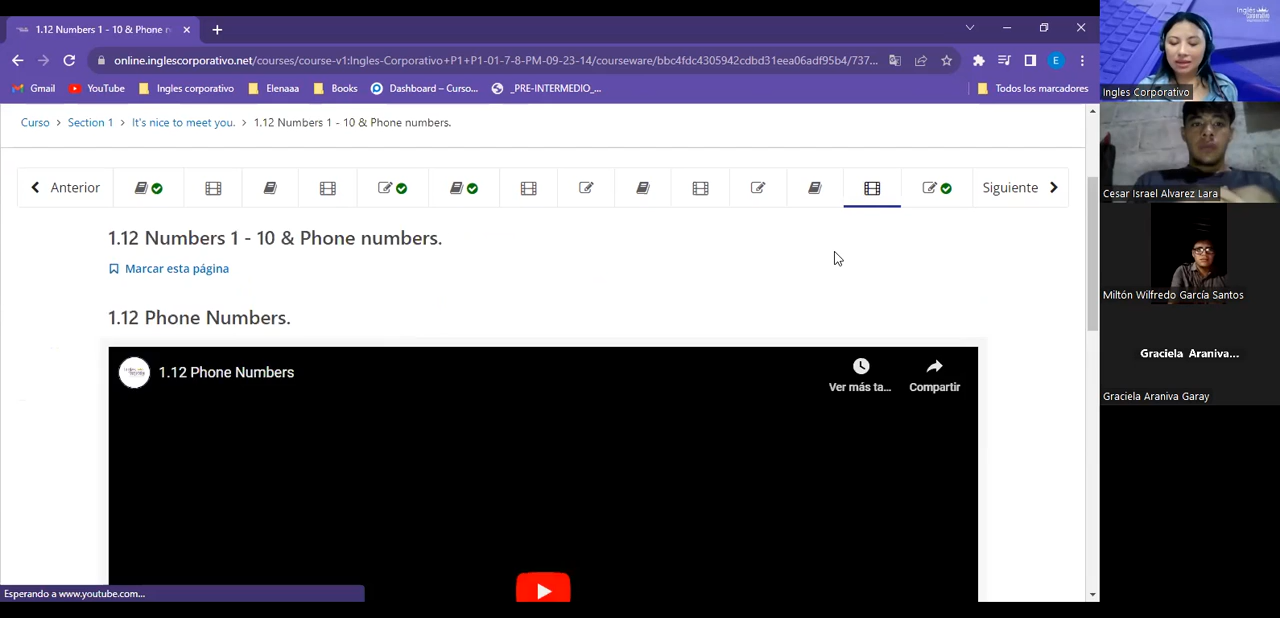 1.12 Numbers 1 - 10 & Phone n
online.inglescorporativo.net/courses/course-v1:Ingles-Corporativo+P1+P1-01-7-8-PM-09-23-14/courseware/bbc4fdc4305942cdbd31eea06adf95b4/737...
E
Gmail YouTube Ingles corporativo Elenaaa Books Dashboard – Curso... _PRE-INTERMEDIO_... Todos los marcadores
Curso > Section 1 > It's nice to meet you. > 1.12 Numbers 1 - 10 & Phone numbers.
Anterior Siguiente
1.12 Numbers 1 - 10 & Phone numbers.
Marcar esta página
1.12 Phone Numbers.
1.12 Phone Numbers
Ver más ta... Compartir
Esperando a www.youtube.com...
Ingles Corporativo
Cesar Israel Alvarez Lara
Miltón Wilfredo García Santos
Graciela Araniva...
Graciela Araniva Garay